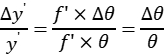 Δy' / y' = f' × Δθ / f' × θ = Δθ / θ